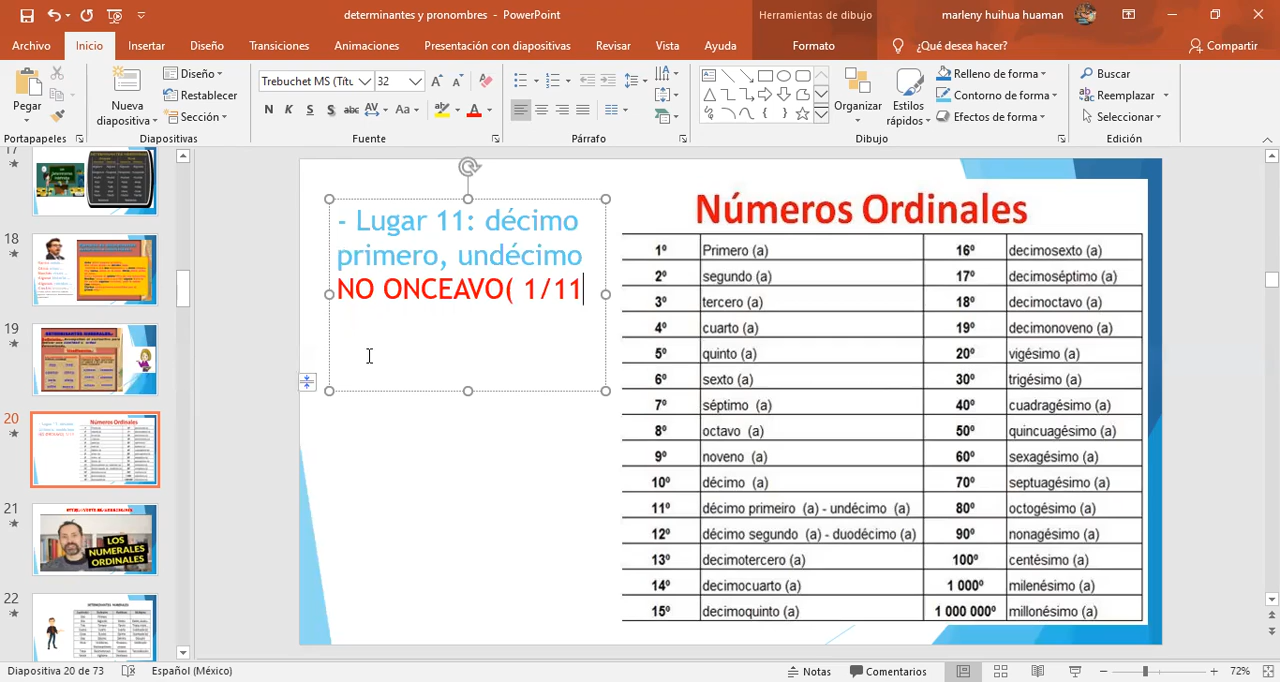 determinantes y pronombres - PowerPoint
Herramientas de dibujo
marleny huihua huaman
Archivo
Inicio
Insertar
Diseño
Transiciones
Animaciones
Presentación con diapositivas
Revisar
Vista
Ayuda
Formato
¿Qué desea hacer?
Compartir
Pegar
Nueva diapositiva
Diseño
Restablecer
Sección
Trebuchet MS (Títu
32
N K S S abc AV Aa
Relleno de forma
Contorno de forma
Efectos de forma
Organizar
Estilos rápidos
Buscar
Reemplazar
Seleccionar
Portapapeles
Diapositivas
Fuente
Párrafo
Dibujo
Edición
17
18
19
20
21
LOS
NUMERALES
ORDINALES
22
- Lugar 11: décimo
primero, undécimo
NO ONCEAVO( 1/11
Números Ordinales
1º Primero (a) 16º decimosexto (a)
2º segundo (a) 17º decimoséptimo (a)
3º tercero (a) 18º decimoctavo (a)
4º cuarto (a) 19º decimonoveno (a)
5º quinto (a) 20º vigésimo (a)
6º sexto (a) 30º trigésimo (a)
7º séptimo (a) 40º cuadragésimo (a)
8º octavo (a) 50º quincuagésimo (a)
9º noveno (a) 60º sexagésimo (a)
10º décimo (a) 70º septuagésimo (a)
11º décimo primeiro (a) - undécimo (a) 80º octogésimo (a)
12º décimo segundo (a) - duodécimo (a) 90º nonagésimo (a)
13º decimotercero (a) 100º centésimo (a)
14º decimocuarto (a) 1 000º milenésimo (a)
15º decimoquinto (a) 1 000 000º millonésimo (a)
Diapositiva 20 de 73
Español (México)
Notas
Comentarios
72%